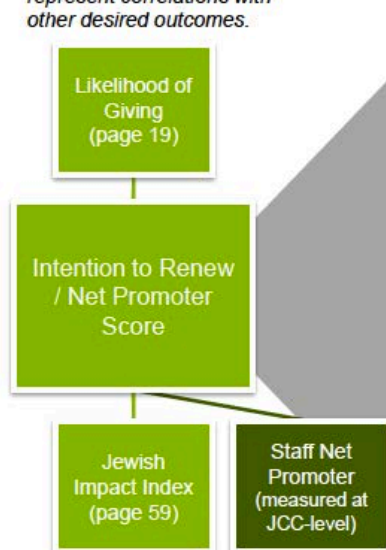 represent correlations with
other desired outcomes.
Likelihood of
Giving
(page 19)
Intention to Renew
/ Net Promoter
Score
Jewish
Impact Index
(page 59)
Staff Net
Promoter
(measured at
JCC-level)